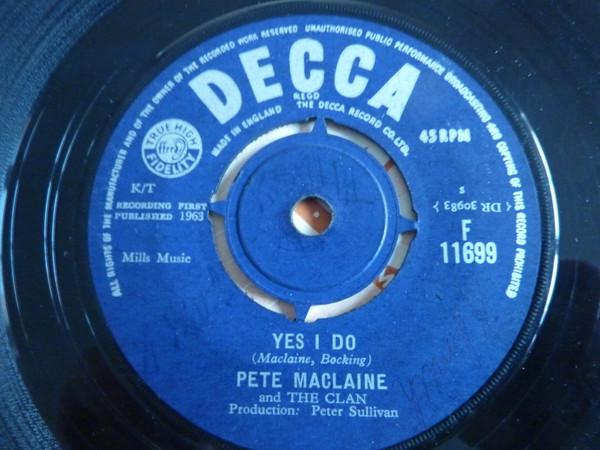 ALL RIGHTS OF THE MANUFACTURER AND OF THE OWNER OF THE RECORDED WORK RESERVED UNAUTHORISED PUBLIC PERFORMANCE BROADCASTING AND COPYING OF THIS RECORD PROHIBITED
DECCA
REGD
MADE IN ENGLAND THE DECCA RECORD CO. LTD.
TRUE HIGH
ffrr
FIDELITY
45 RPM
K/T
s
RECORDING FIRST
PUBLISHED 1963
(DR 30983)
F
11699
Mills Music
YES I DO
(Maclaine, Bocking)
PETE MACLAINE
and THE CLAN
Production: Peter Sullivan